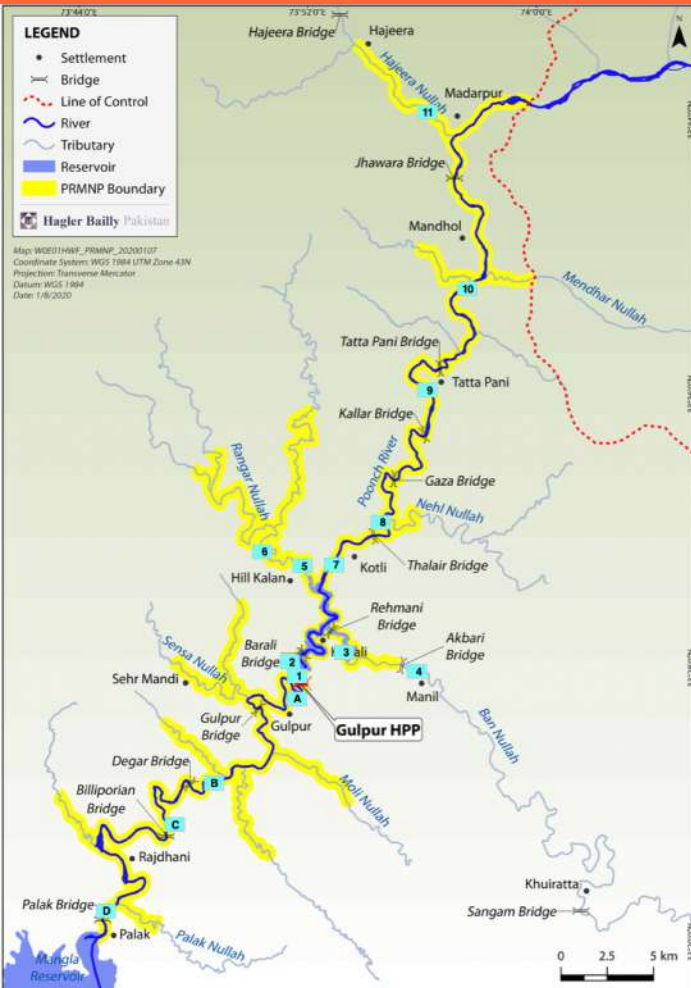 73°44'0"E
73°52'0"E
74°0'0"E
N
LEGEND
Settlement
Bridge
Line of Control
River
Tributary
Reservoir
PRMNP Boundary
Hagler Bailly Pakistan
Map: W0E01HWF_PRMNP_20200107
Coordinate System: WGS 1984 UTM Zone 43N
Projection: Transverse Mercator
Datum: WGS 1984
Date: 1/8/2020
Hajeera Bridge
Hajeera
Hajeera Nullah
Madarpur
11
Jhawara Bridge
Mandhol
10
Mendhar Nullah
Tatta Pani Bridge
Tatta Pani
9
Kallar Bridge
Poonch River
Rangar Nullah
Gaza Bridge
Nehl Nullah
8
6
5
7
Kotli
Thalair Bridge
Hill Kalan
Rehmani
Bridge
Barali
Bridge
2
3
Akbari
Bridge
4
Sensa Nullah
Sehr Mandi
1
Manil
A
Gulpur
Bridge
Gulpur
Gulpur HPP
Ban Nullah
Degar Bridge
B
Moli Nullah
Billiporian
Bridge
C
Rajdhani
Khuiratta
Palak Bridge
D
Sangam Bridge
Palak
Palak Nullah
Mangla
Reservoir
0 2.5 5 km